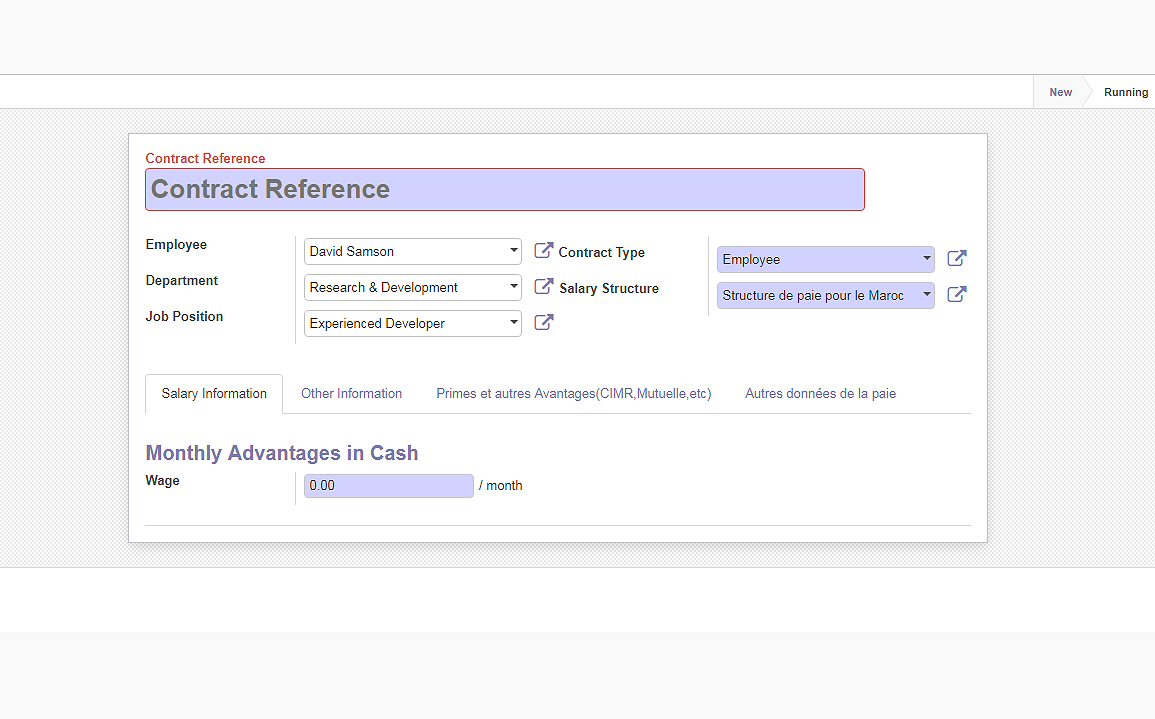 New Running
Contract Reference
Contract Reference
Employee David Samson Contract Type Employee
Department Research & Development Salary Structure Structure de paie pour le Maroc
Job Position Experienced Developer
Salary Information Other Information Primes et autres Avantages(CIMR,Mutuelle,etc) Autres données de la paie
Monthly Advantages in Cash
Wage 0.00 / month